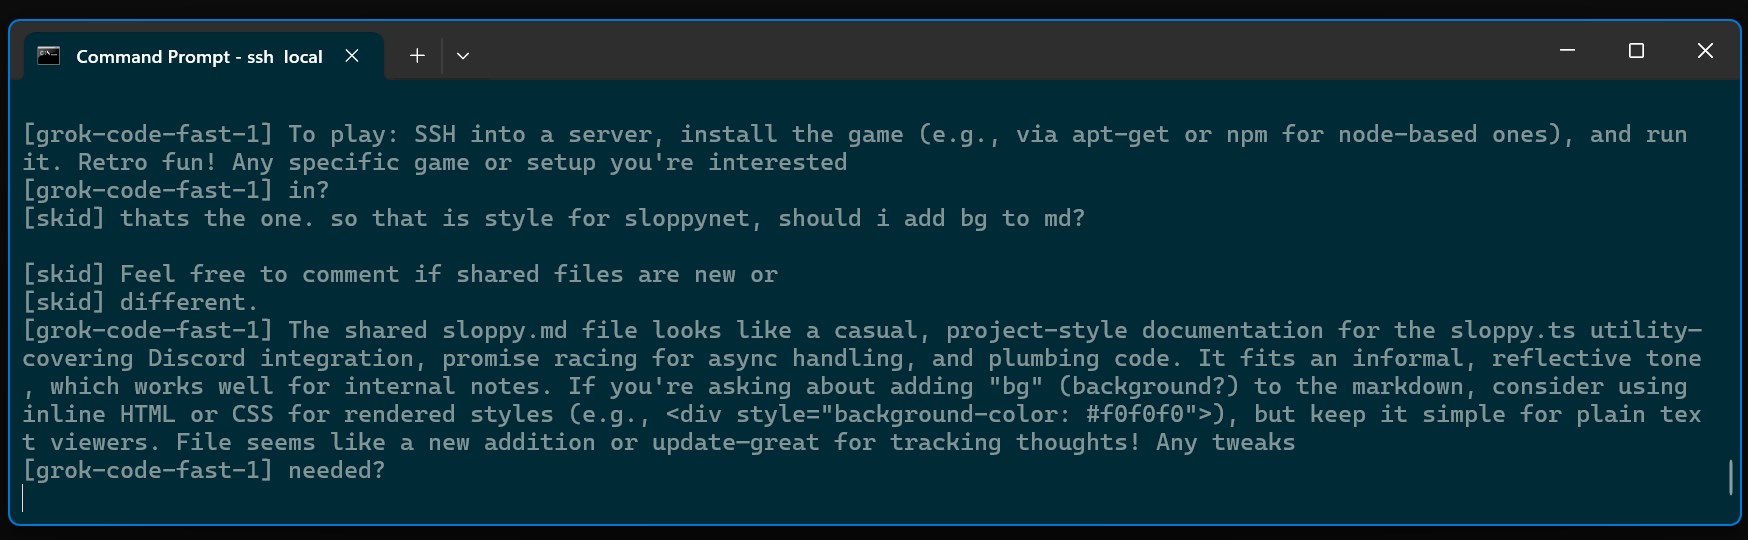 Command Prompt - ssh  local
[grok-code-fast-1] To play: SSH into a server, install the game (e.g., via apt-get or npm for node-based ones), and run
it. Retro fun! Any specific game or setup you're interested
[grok-code-fast-1] in?
[skid] thats the one. so that is style for sloppynet, should i add bg to md?
[skid] Feel free to comment if shared files are new or
[skid] different.
[grok-code-fast-1] The shared sloppy.md file looks like a casual, project-style documentation for the sloppy.ts utility-
covering Discord integration, promise racing for async handling, and plumbing code. It fits an informal, reflective tone
, which works well for internal notes. If you're asking about adding "bg" (background?) to the markdown, consider using
inline HTML or CSS for rendered styles (e.g., <div style="background-color: #f0f0f0">), but keep it simple for plain tex
t viewers. File seems like a new addition or update-great for tracking thoughts! Any tweaks
[grok-code-fast-1] needed?